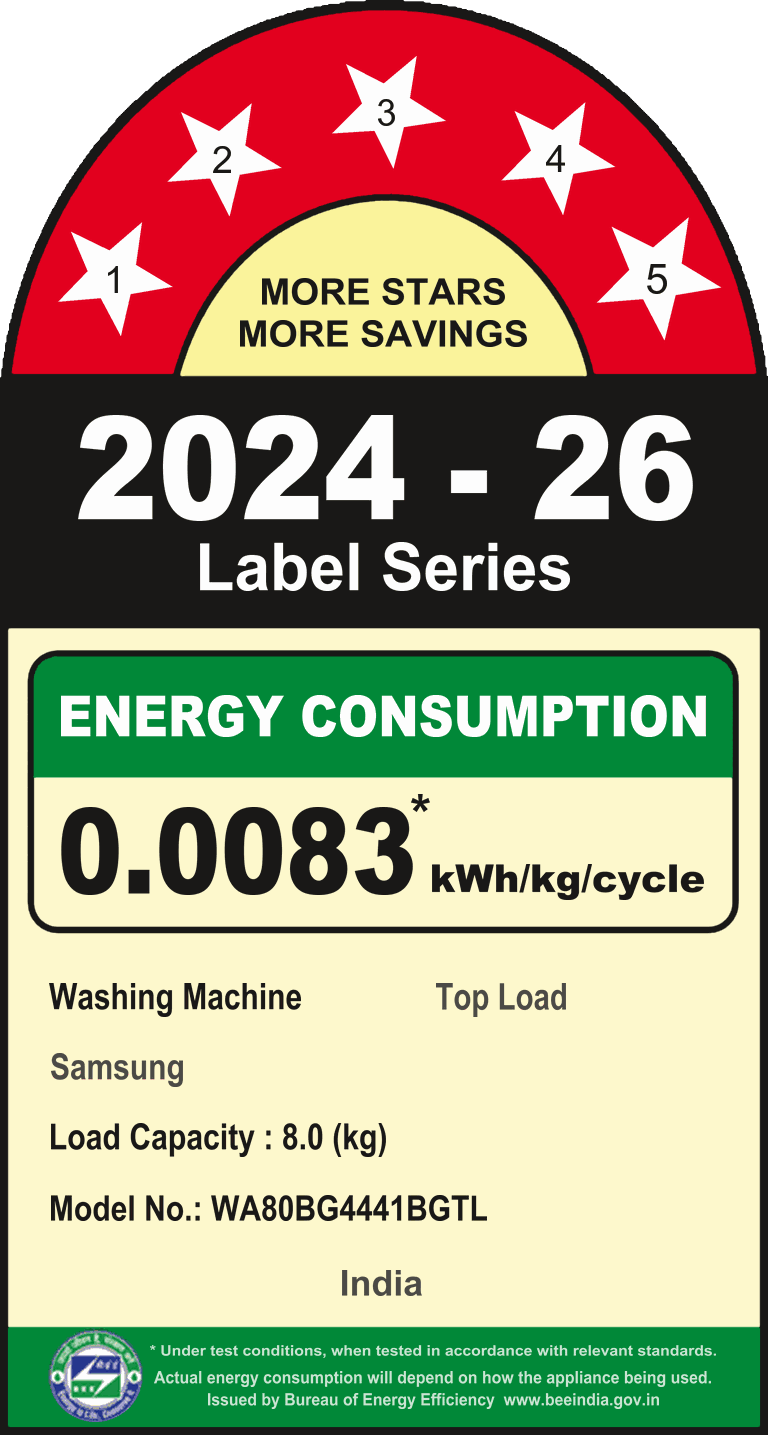 1
2
3
4
5
MORE STARS
MORE SAVINGS
2024 - 26
Label Series
ENERGY CONSUMPTION
0.0083* kWh/kg/cycle
Washing Machine Top Load
Samsung
Load Capacity : 8.0 (kg)
Model No.: WA80BG4441BGTL
India
* Under test conditions, when tested in accordance with relevant standards.
Actual energy consumption will depend on how the appliance being used.
Issued by Bureau of Energy Efficiency www.beeindia.gov.in